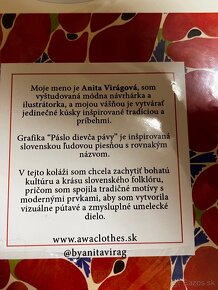 Moje meno je Anita Virágová, som
vyštudovaná módna návrhárka a
ilustrátorka, a mojou vášňou je vytvárať
jedinečné kúsky inšpirované tradíciou a
príbehmi.
Grafika "Páslo dievča pávy" je inšpirovaná
slovenskou ľudovou piesňou s rovnakým
názvom.
V tejto koláži som chcela zachytiť bohatú
kultúru a krásu slovenského folklóru,
pričom som spojila tradičné motívy s
modernými prvkami, aby som vytvorila
vizuálne pútavé a zmysluplné umelecké
dielo.
www.awaclothes.sk
@byanitavirag